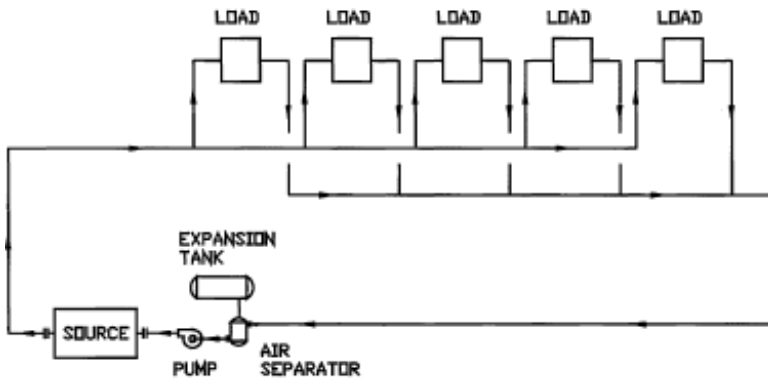 LOAD
LOAD
LOAD
LOAD
LOAD
EXPANSION
TANK
SOURCE
PUMP
AIR
SEPARATOR